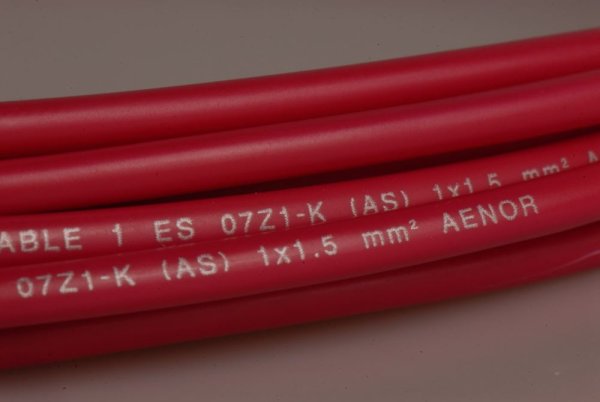 ABLE 1 ES 07Z1-K (AS) 1x1.5 mm²
07Z1-K (AS) 1x1.5 mm² AENOR